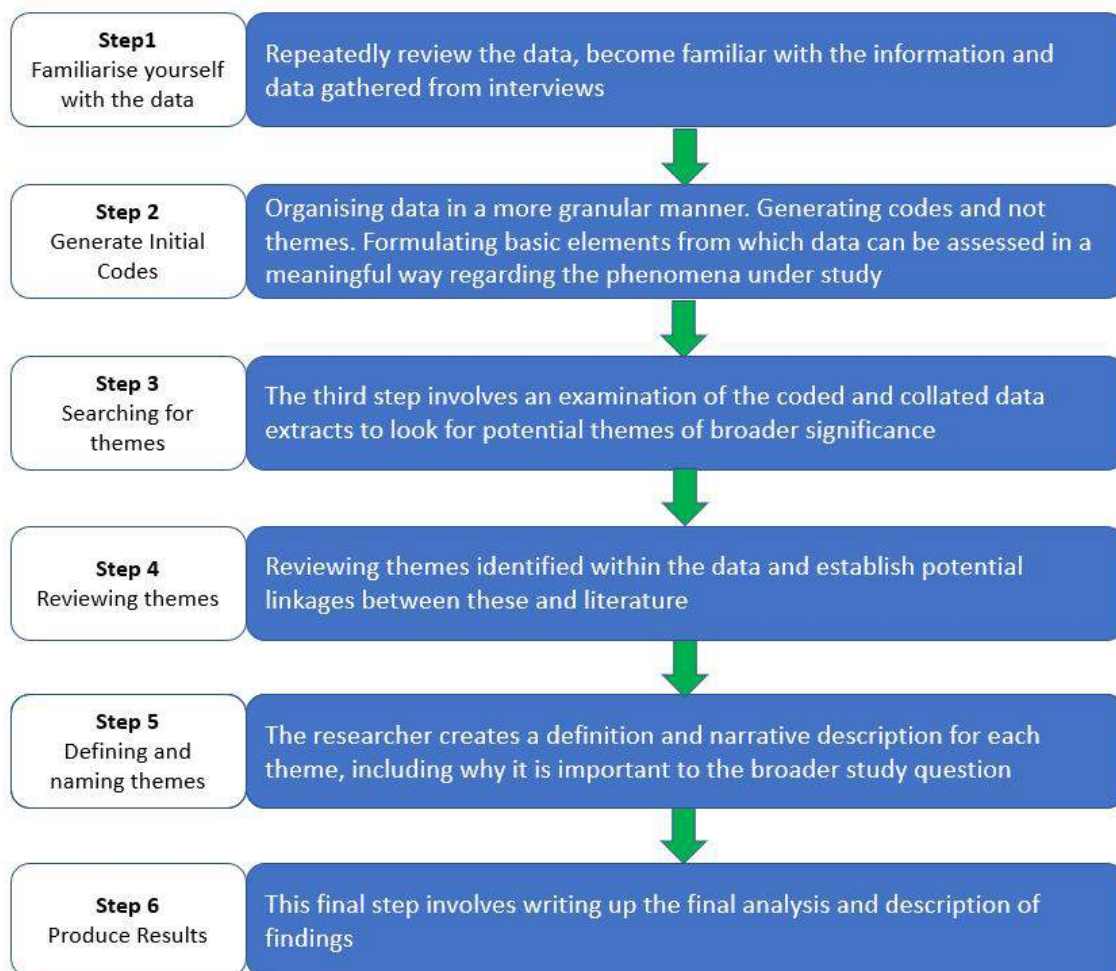 Step1
Familiarise yourself
with the data
Repeatedly review the data, become familiar with the information and
data gathered from interviews
Step 2
Generate Initial
Codes
Organising data in a more granular manner. Generating codes and not
themes. Formulating basic elements from which data can be assessed in a
meaningful way regarding the phenomena under study
Step 3
Searching for
themes
The third step involves an examination of the coded and collated data
extracts to look for potential themes of broader significance
Step 4
Reviewing themes
Reviewing themes identified within the data and establish potential
linkages between these and literature
Step 5
Defining and
naming themes
The researcher creates a definition and narrative description for each
theme, including why it is important to the broader study question
Step 6
Produce Results
This final step involves writing up the final analysis and description of
findings